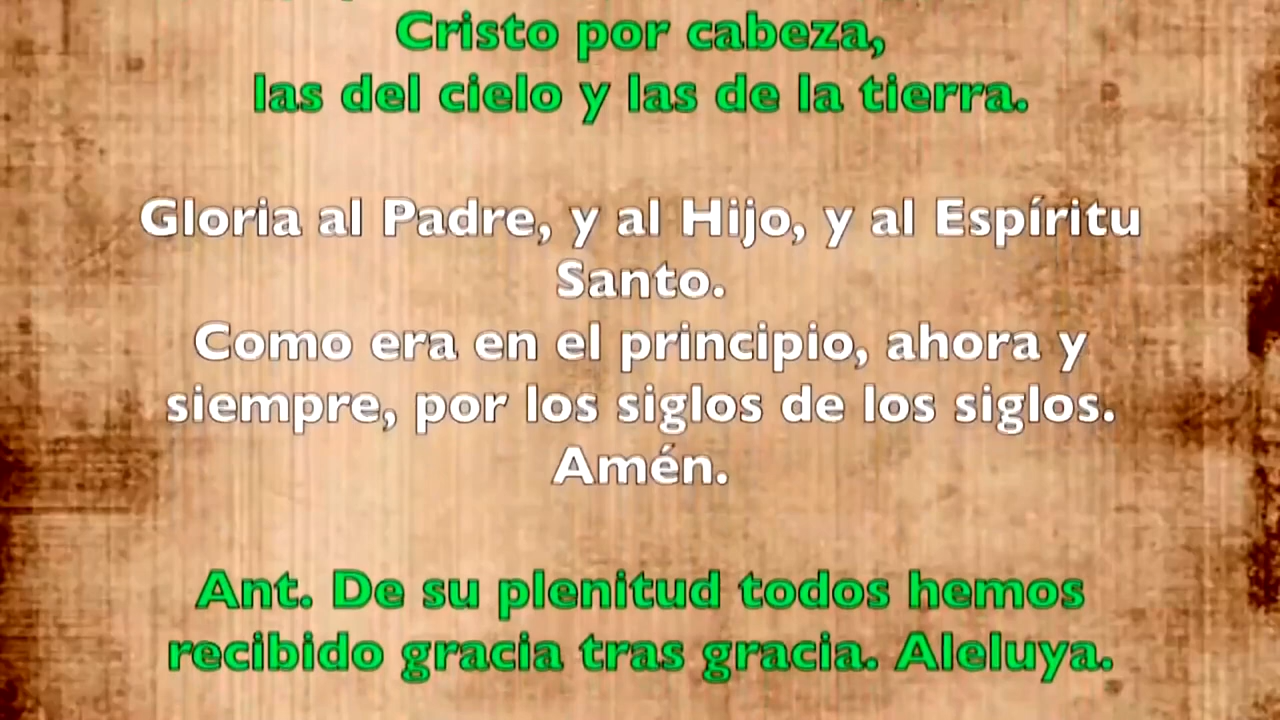 Cristo por cabeza,
las del cielo y las de la tierra.
Gloria al Padre, y al Hijo, y al Espíritu
Santo.
Como era en el principio, ahora y
siempre, por los siglos de los siglos.
Amén.
Ant. De su plenitud todos hemos
recibido gracia tras gracia. Aleluya.